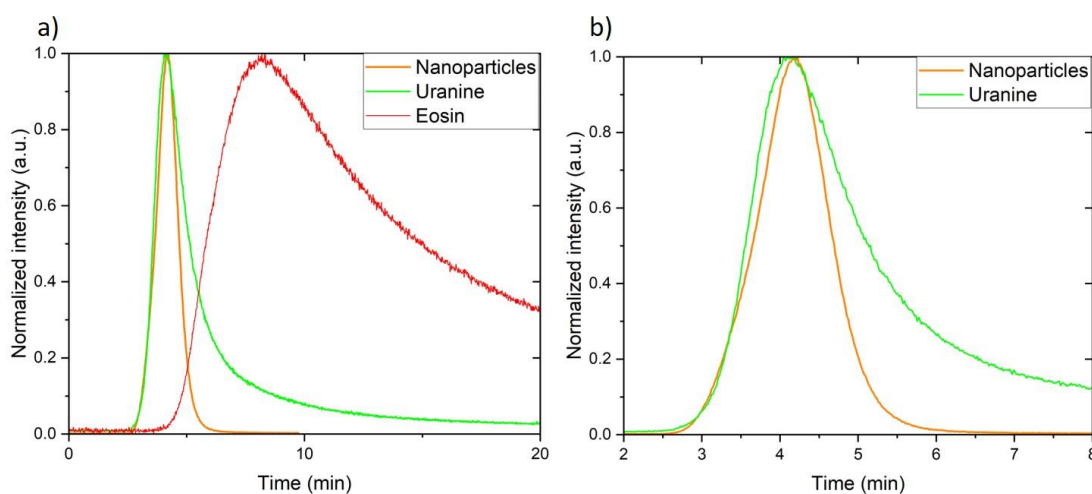 a)
Nanoparticles
Uranine
Eosin
Normalized intensity (a.u.)
1.0
0.8
0.6
0.4
0.2
0.0
0
10
20
Time (min)
b)
Nanoparticles
Uranine
Normalized intensity (a.u.)
1.0
0.8
0.6
0.4
0.2
0.0
2
3
4
5
6
7
8
Time (min)